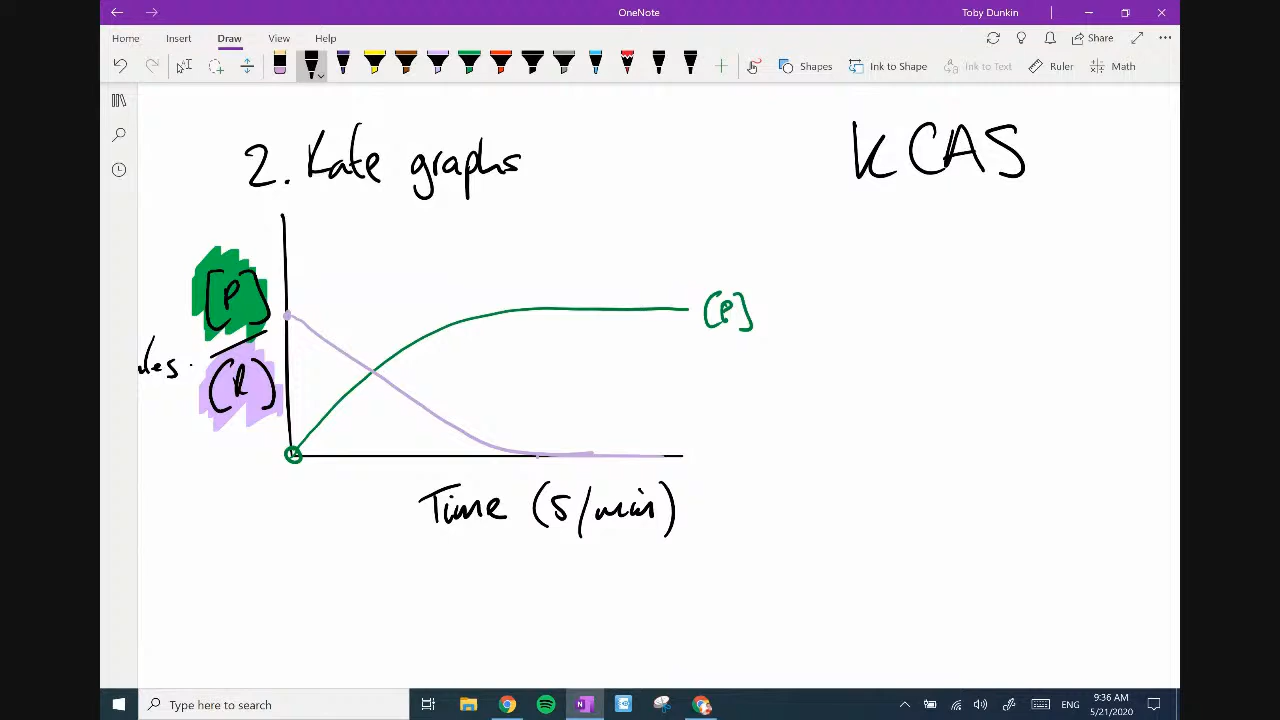 OneNote
Toby Dunkin
Home Insert Draw View Help
Share
Shapes Ink to Shape Ink to Text Ruler Math
2. Rate graphs
KCAS
[P]
[R]
[P]
Time (s/min)
Type here to search
ENG
9:36 AM
5/21/2020